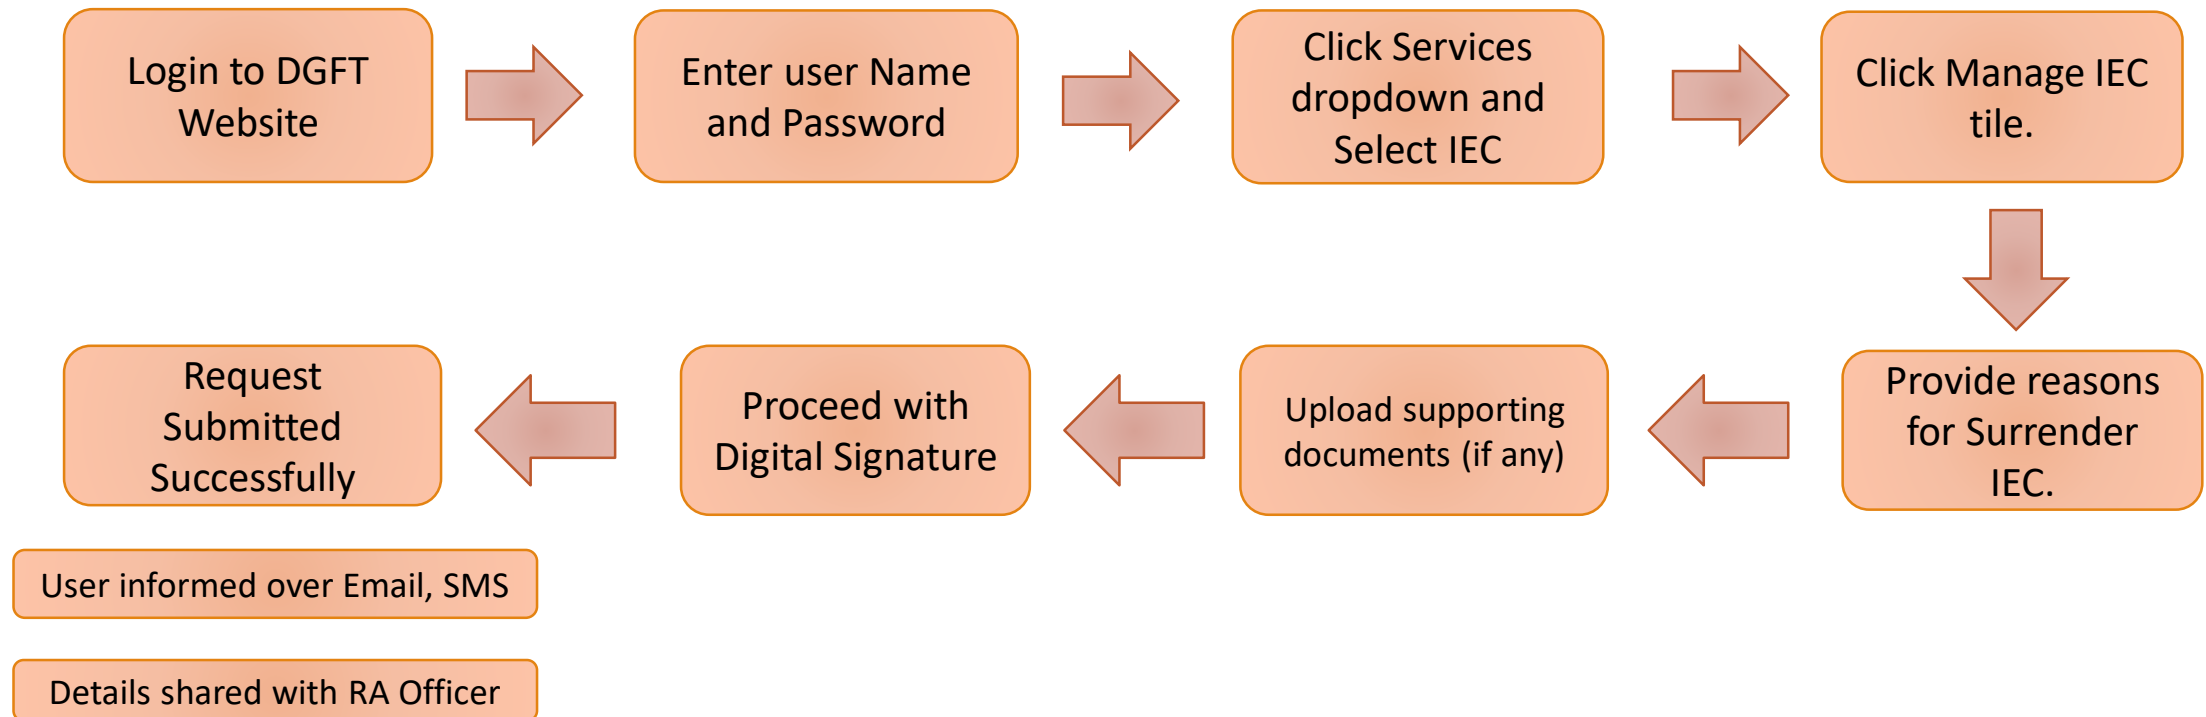 Login to DGFT
Website
Enter user Name
and Password
Click Services
dropdown and
Select IEC
Click Manage IEC
tile.
Provide reasons
for Surrender
IEC.
Upload supporting
documents (if any)
Proceed with
Digital Signature
Request
Submitted
Successfully
User informed over Email, SMS
Details shared with RA Officer